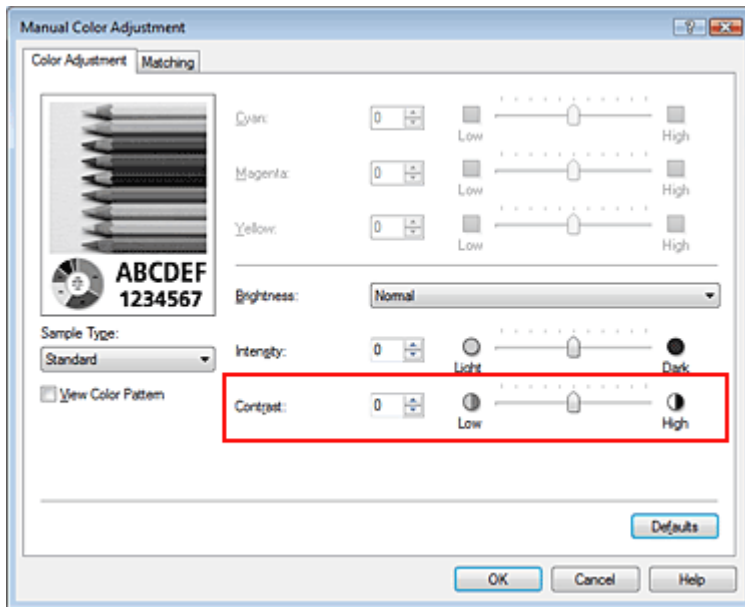 Manual Color Adjustment
Color Adjustment Matching
Cyan: 0 Low High
Magenta: 0 Low High
Yellow: 0 Low High
ABCDEF
1234567
Brightness: Normal
Sample Type:
Standard
Intensity: 0 Light Dark
View Color Pattern
Contrast: 0 Low High
Defaults
OK Cancel Help